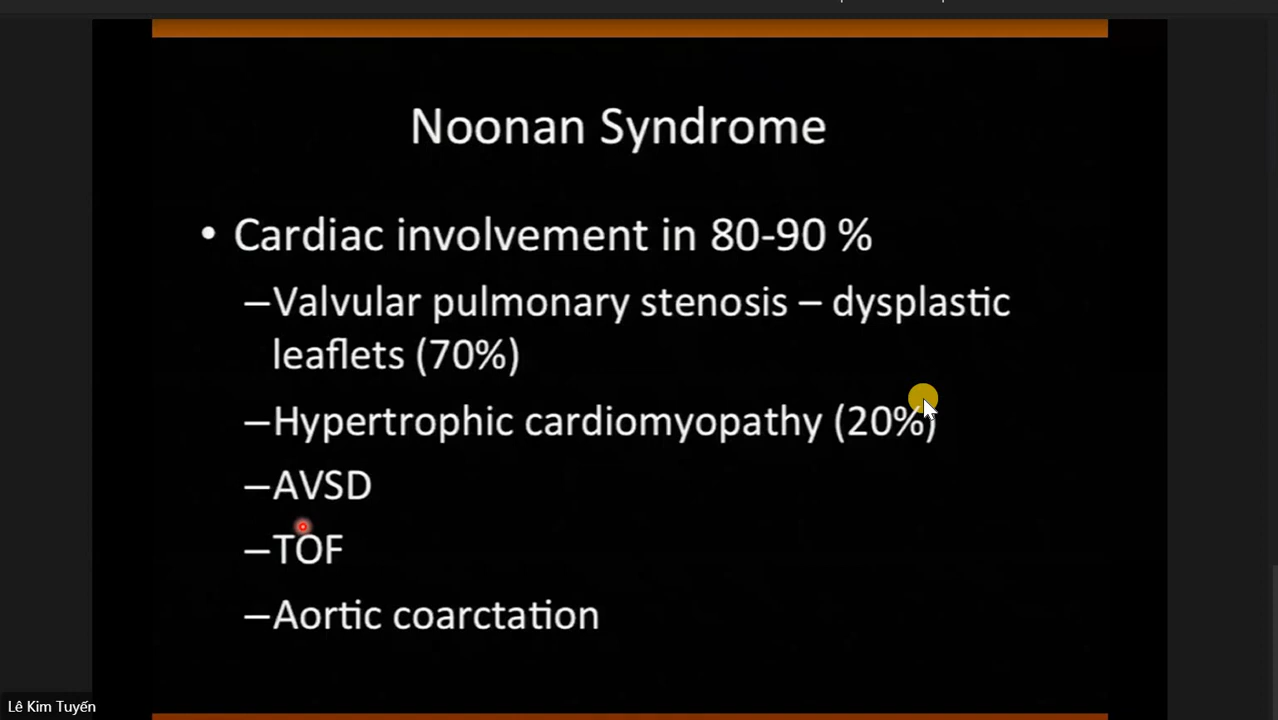 Noonan Syndrome
• Cardiac involvement in 80-90 %
–Valvular pulmonary stenosis – dysplastic
leaflets (70%)
–Hypertrophic cardiomyopathy (20%)
–AVSD
–TOF
–Aortic coarctation
Lê Kim Tuyến